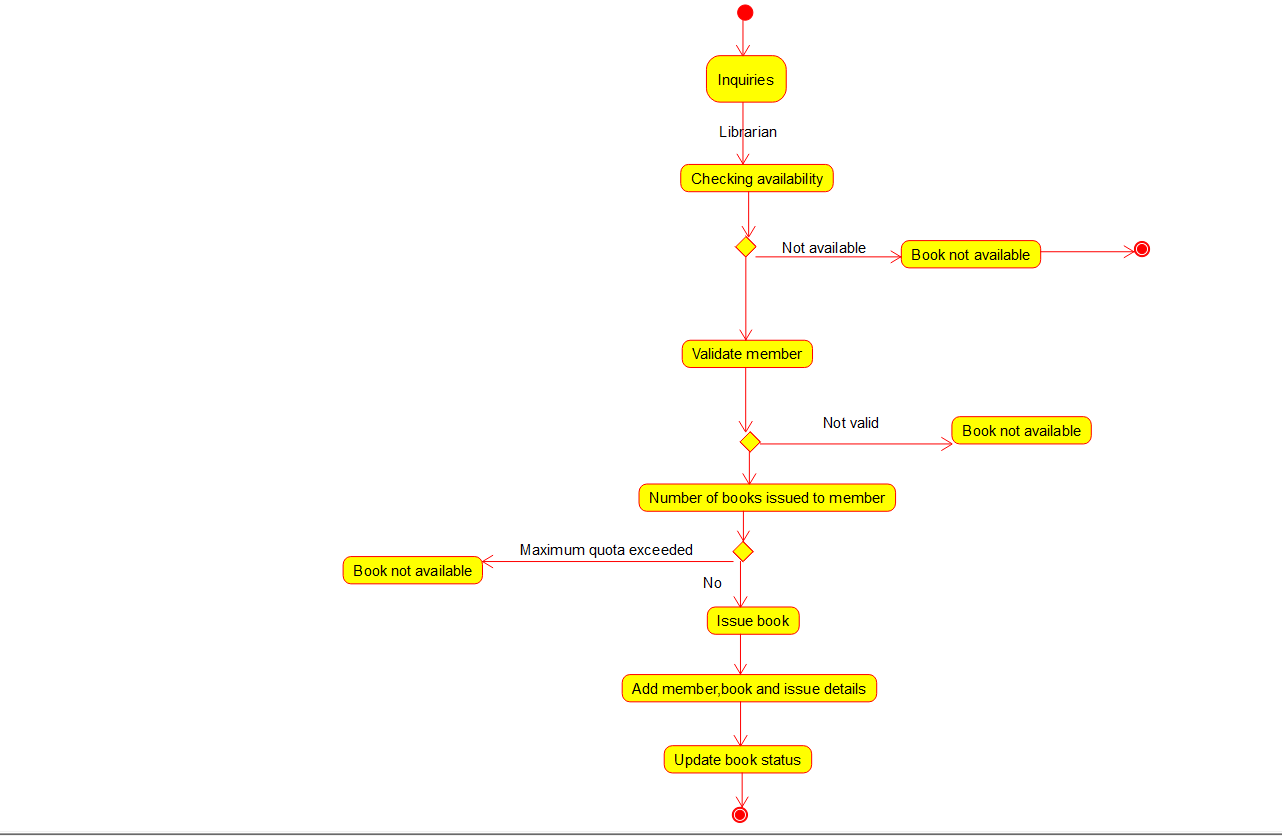 Inquiries
Librarian
Checking availability
Not available
Book not available
Validate member
Not valid
Book not available
Number of books issued to member
Maximum quota exceeded
Book not available
No
Issue book
Add member,book and issue details
Update book status